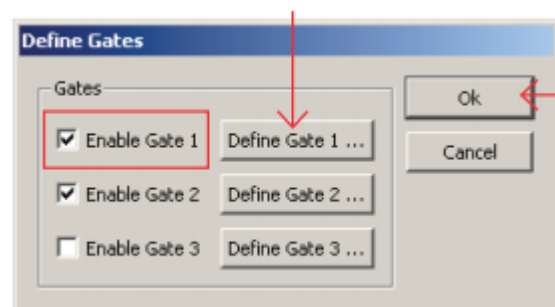 Define Gates
Gates
Enable Gate 1 Define Gate 1 ... Ok
Enable Gate 2 Define Gate 2 ... Cancel
Enable Gate 3 Define Gate 3 ...